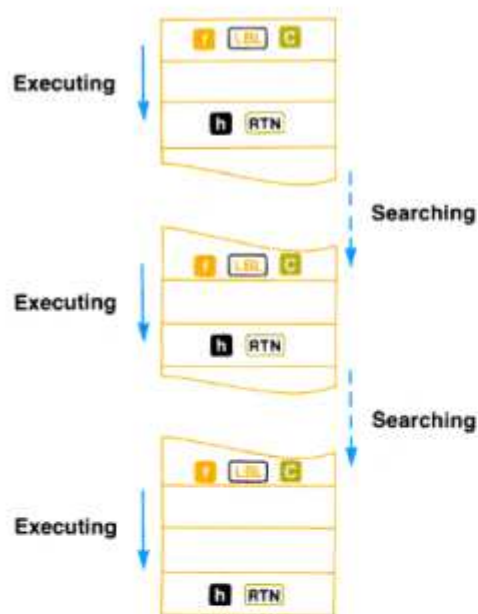 f LBL C
Executing
h RTN
Searching
f LBL C
Executing
h RTN
Searching
f LBL C
Executing
h RTN